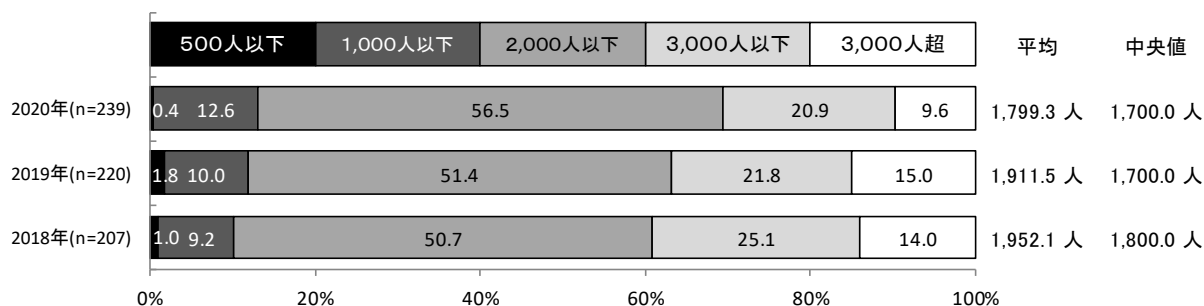 500人以下 1,000人以下 2,000人以下 3,000人以下 3,000人超 平均 中央値
2020年(n=239) 0.4 12.6 56.5 20.9 9.6 1,799.3 人 1,700.0 人
2019年(n=220) 1.8 10.0 51.4 21.8 15.0 1,911.5 人 1,700.0 人
2018年(n=207) 1.0 9.2 50.7 25.1 14.0 1,952.1 人 1,800.0 人
0% 20% 40% 60% 80% 100%